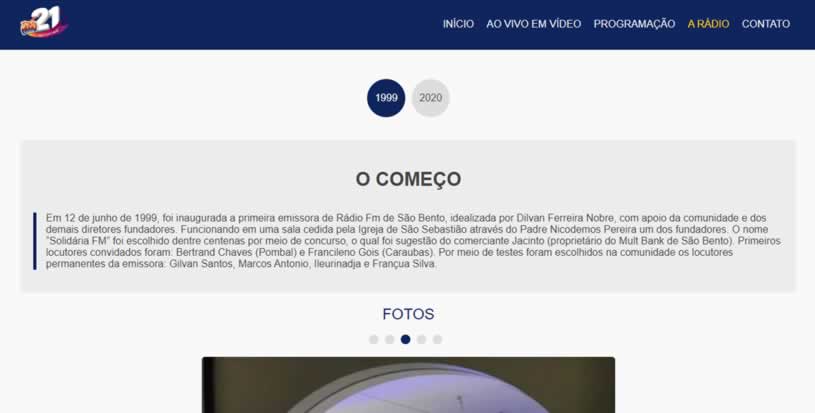 21
INÍCIO AO VIVO EM VÍDEO PROGRAMAÇÃO A RÁDIO CONTATO
1999 2020
O COMEÇO
Em 12 de junho de 1999, foi inaugurada a primeira emissora de Rádio Fm de São Bento, idealizada por Dilvan Ferreira Nobre, com apoio da comunidade e dos
demais diretores fundadores. Funcionando em uma sala cedida pela Igreja de São Sebastião através do Padre Nicodemos Pereira um dos fundadores. O nome
"Solidária FM" foi escolhido dentre centenas por meio de concurso, o qual foi sugestão do comerciante Jacinto (proprietário do Mult Bank de São Bento). Primeiros
locutores convidados foram: Bertrand Chaves (Pombal) e Francileno Gois (Caraubas). Por meio de testes foram escolhidos na comunidade os locutores
permanentes da emissora: Gilvan Santos, Marcos Antonio, Ileurinadja e Françua Silva.
FOTOS